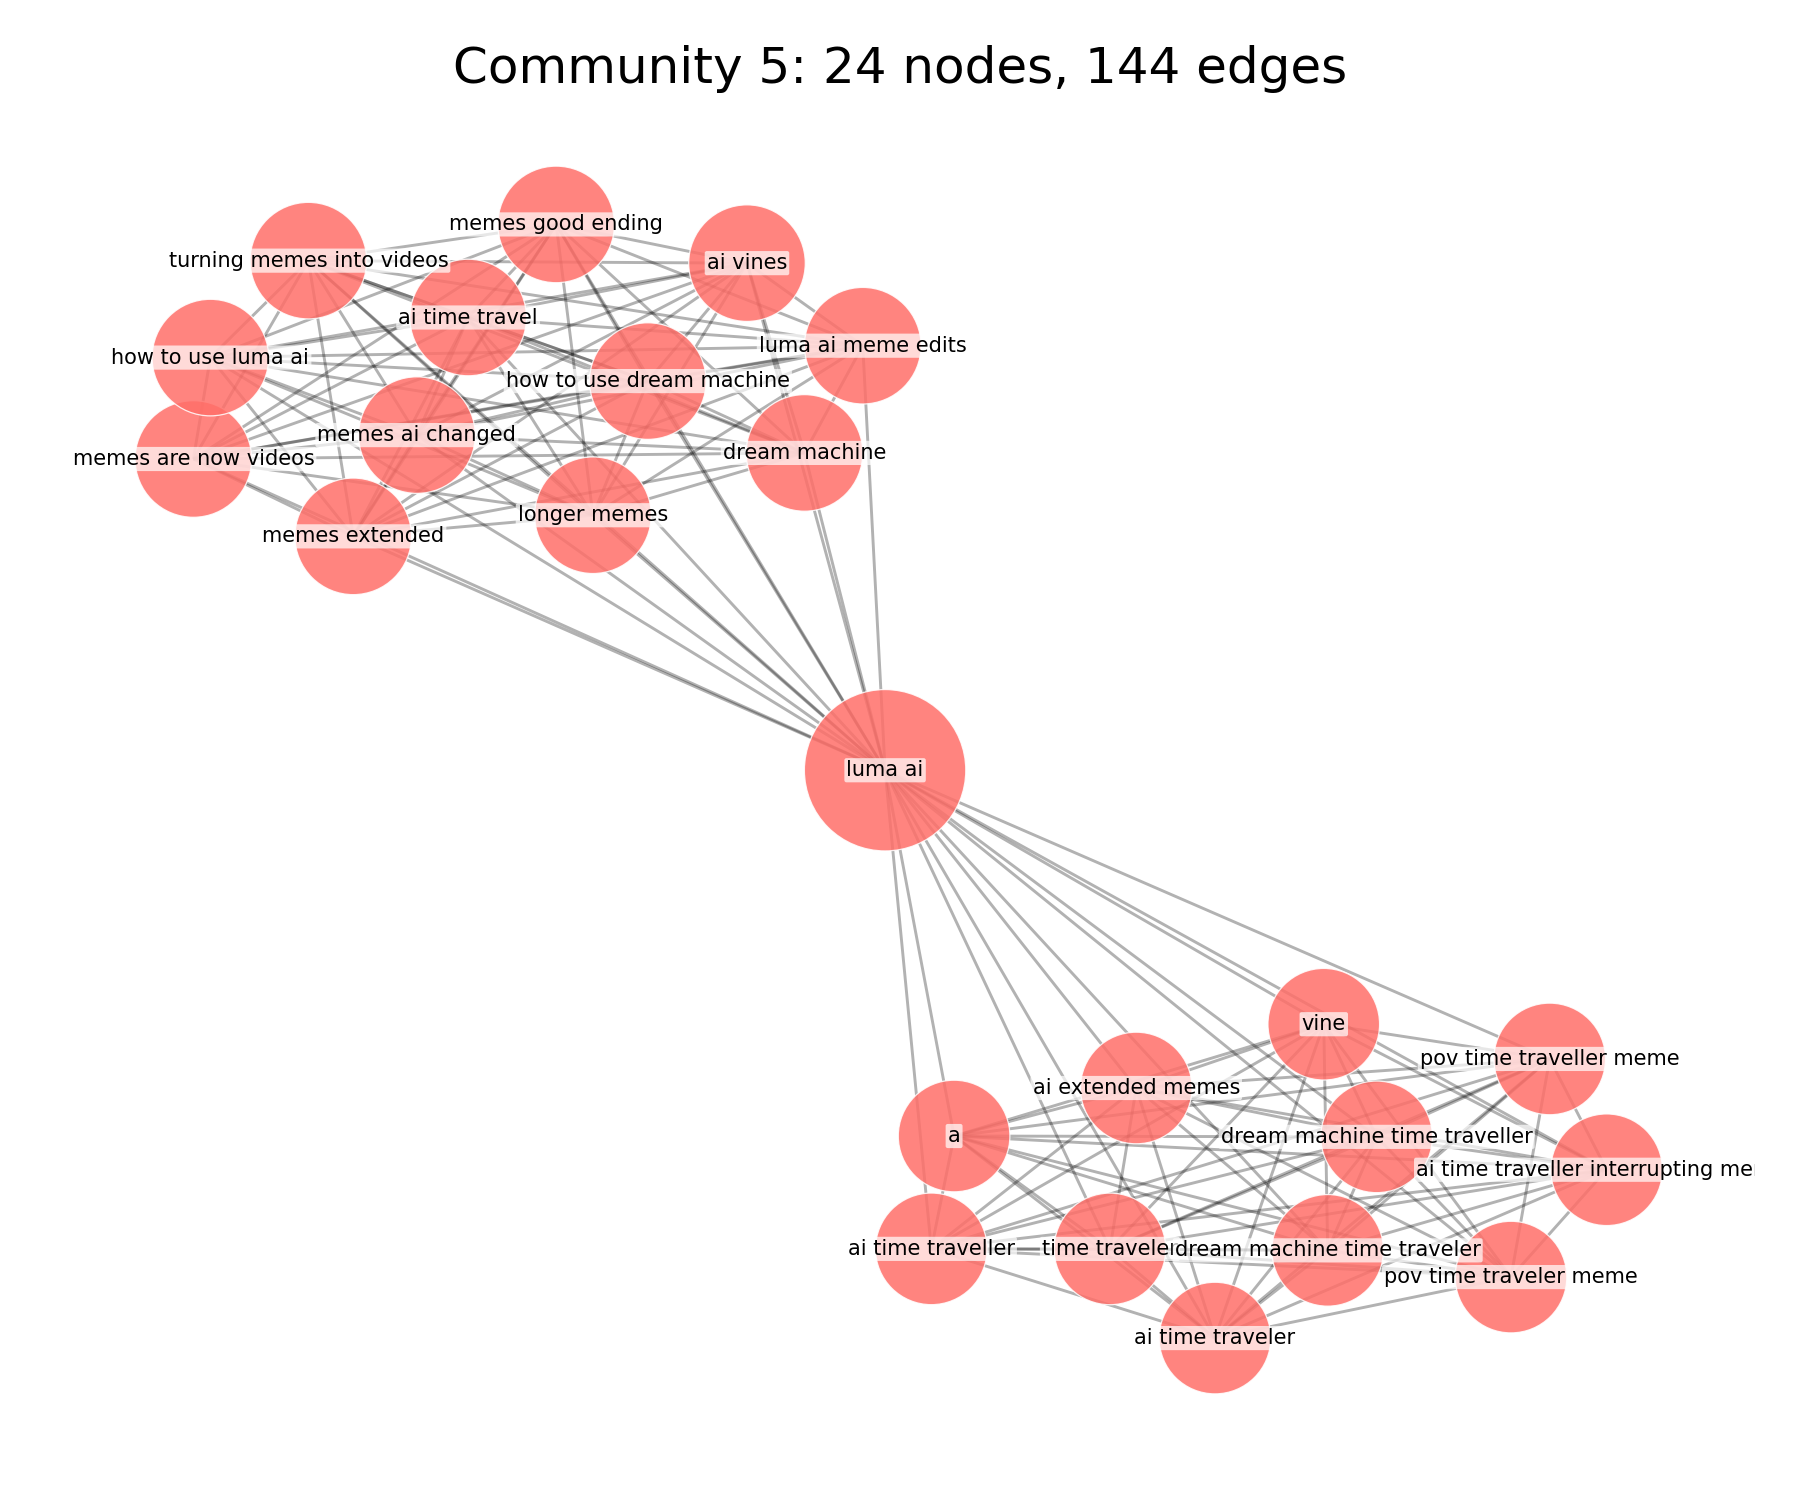 Community 5: 24 nodes, 144 edges
memes good ending
turning memes into videos
ai vines
ai time travel
luma ai meme edits
how to use luma ai
how to use dream machine
memes ai changed
dream machine
memes are now videos
longer memes
memes extended
luma ai
vine
pov time traveller meme
ai extended memes
a
dream machine time traveller
ai time traveller interrupting
ai time traveller
time traveler
dream machine time traveler
pov time traveler meme
ai time traveler